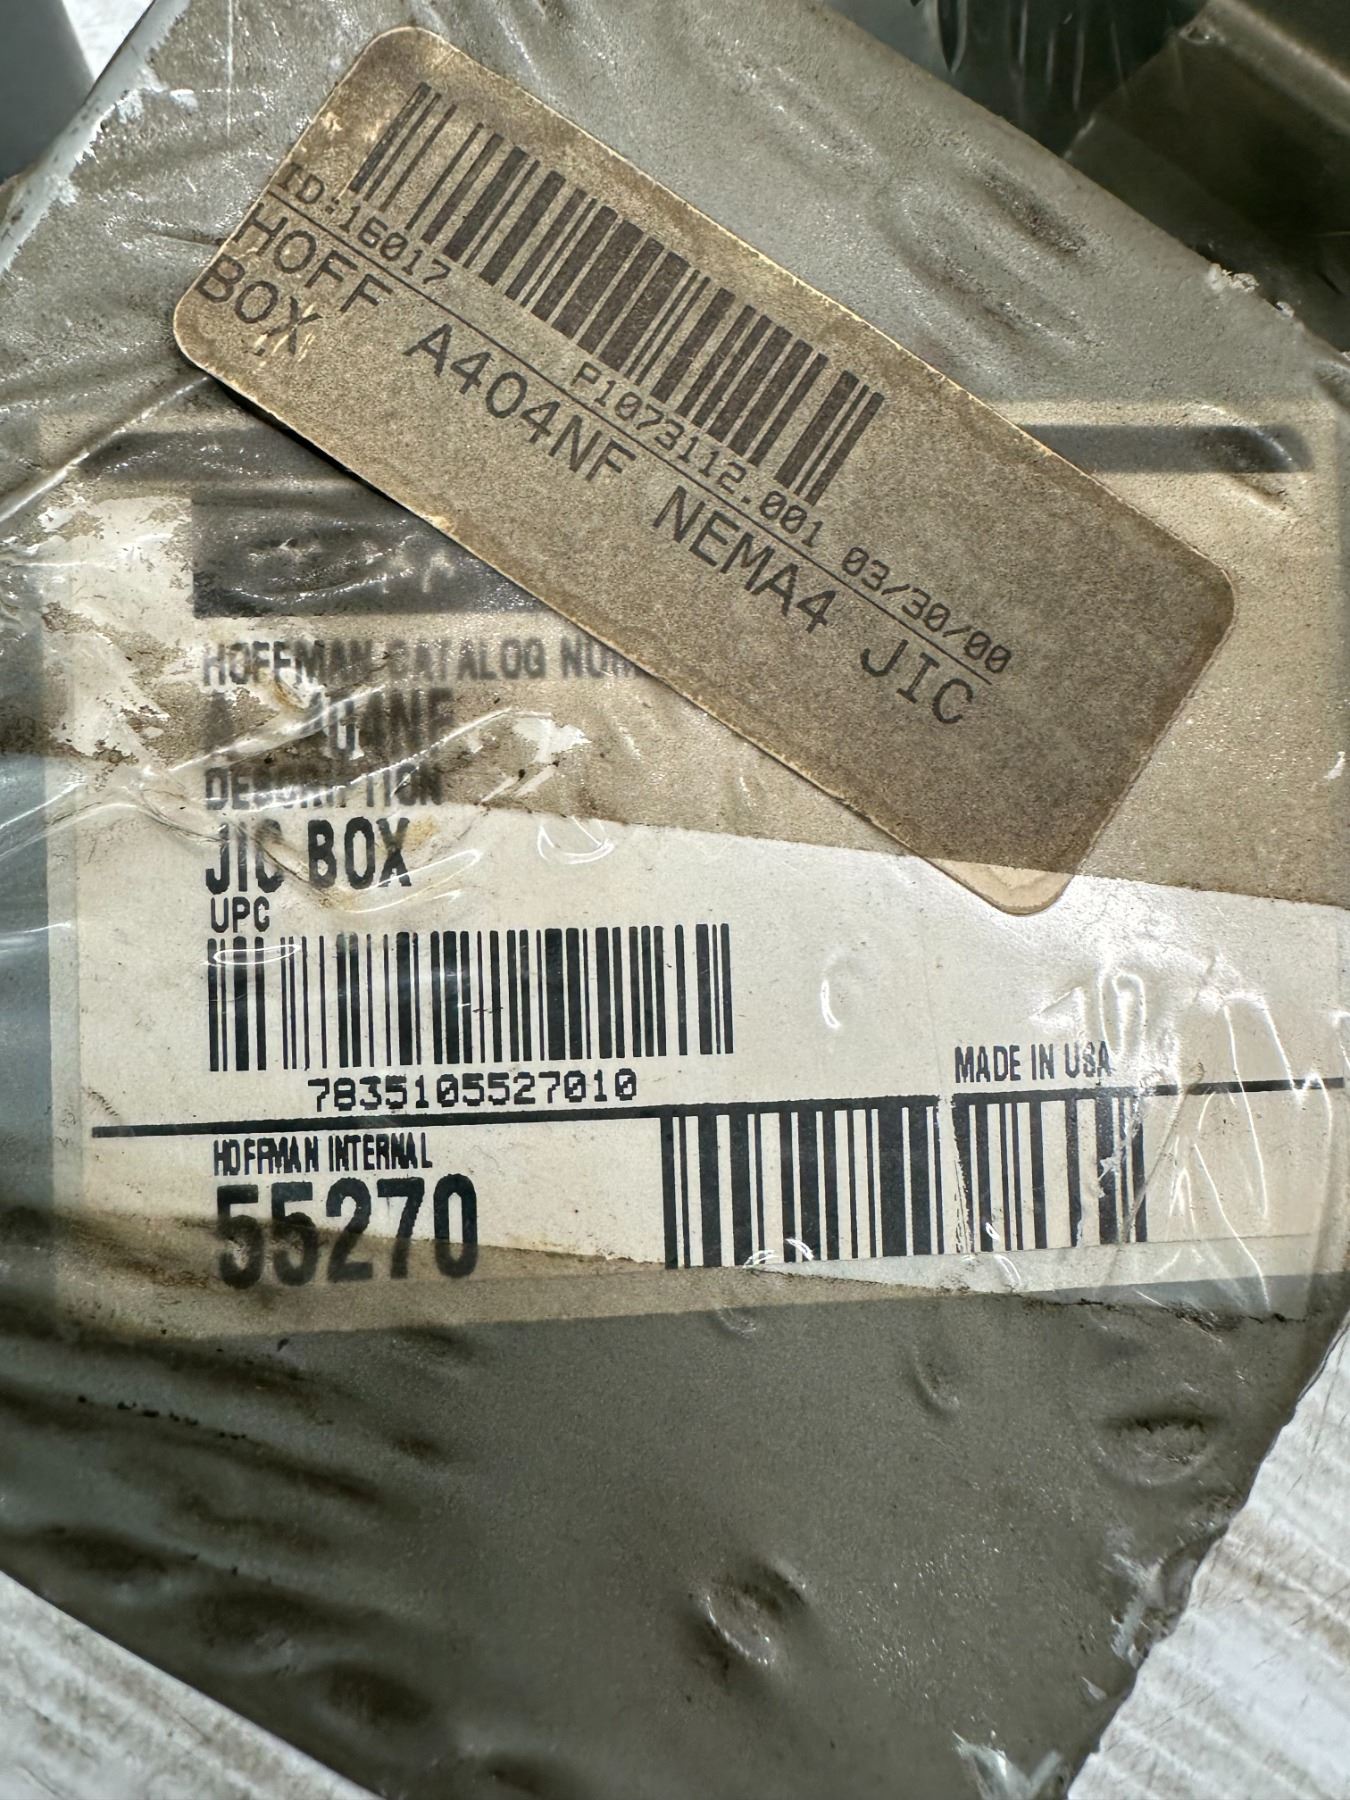 ID:16017
P1073112.001 03/30/00
HOFF A404NF NEMA4 JIC
BOX
HOFFMAN CATALOG
404NF
DESCRIPTION
JIC BOX
UPC
7835105527010
MADE IN USA
HOFFMAN INTERNAL
55270